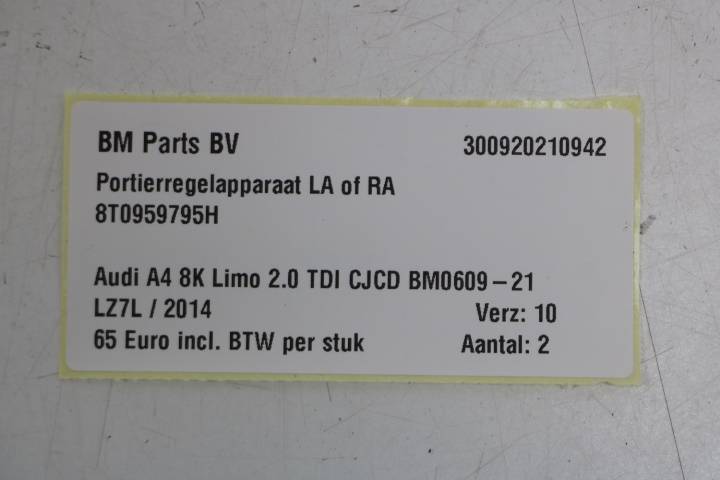 BM Parts BV 300920210942
Portierregelapparaat LA of RA
8T0959795H
Audi A4 8K Limo 2.0 TDI CJCD BM0609-21
LZ7L / 2014 Verz: 10
65 Euro incl. BTW per stuk Aantal: 2